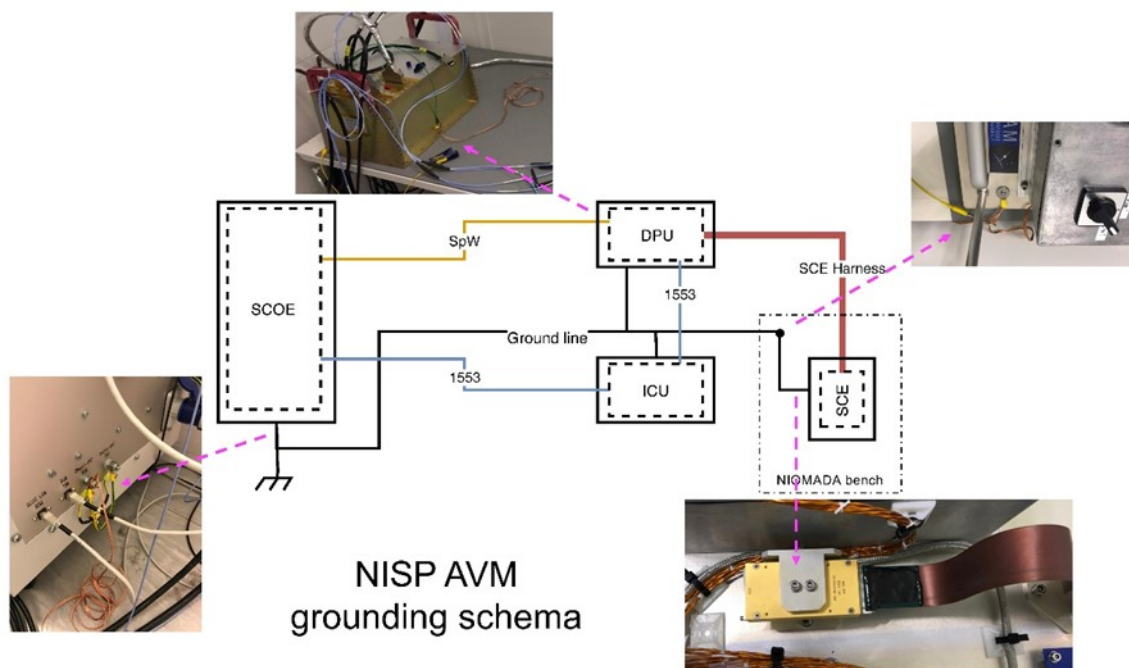 SpW
DPU
SCE Harness
1553
SCOE
Ground line
1553
ICU
SCE
NIOMADA bench
NISP AVM
grounding schema